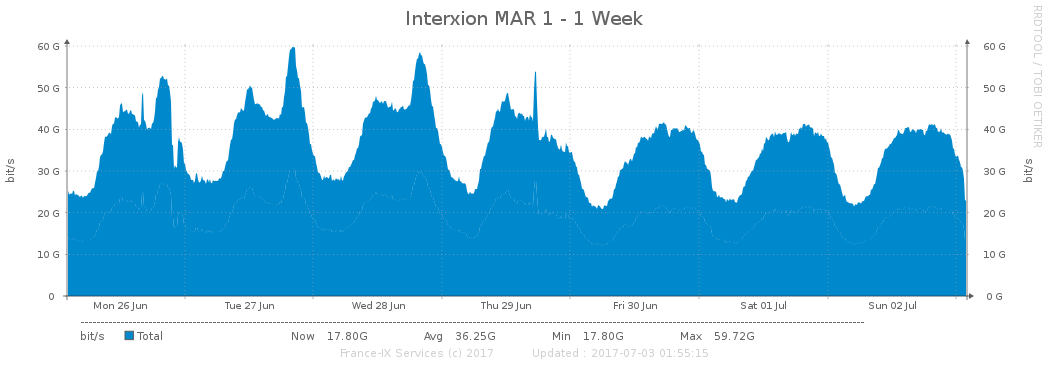 Interxion MAR 1 - 1 Week
RRDTOOL / TOBI OETIKER
60 G 60 G
50 G 50 G
40 G 40 G
30 G 30 G
20 G 20 G
10 G 10 G
0 0 G
bit/s
bit/s
Mon 26 Jun Tue 27 Jun Wed 28 Jun Thu 29 Jun Fri 30 Jun Sat 01 Jul Sun 02 Jul
bit/s Total Now 17.80G Avg 36.25G Min 17.80G Max 59.72G
France-IX Services (c) 2017 Updated : 2017-07-03 01:55:15